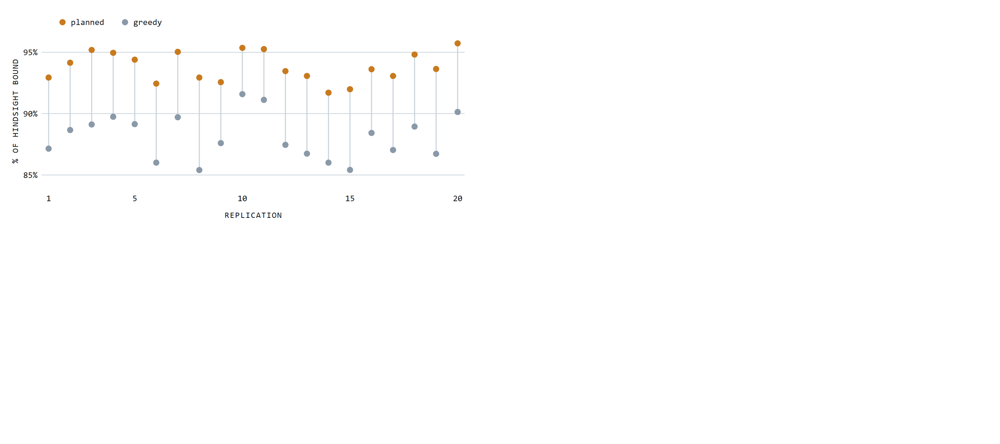 planned greedy
95%
90%
85%
% OF HINDSIGHT BOUND
1 5 10 15 20
REPLICATION